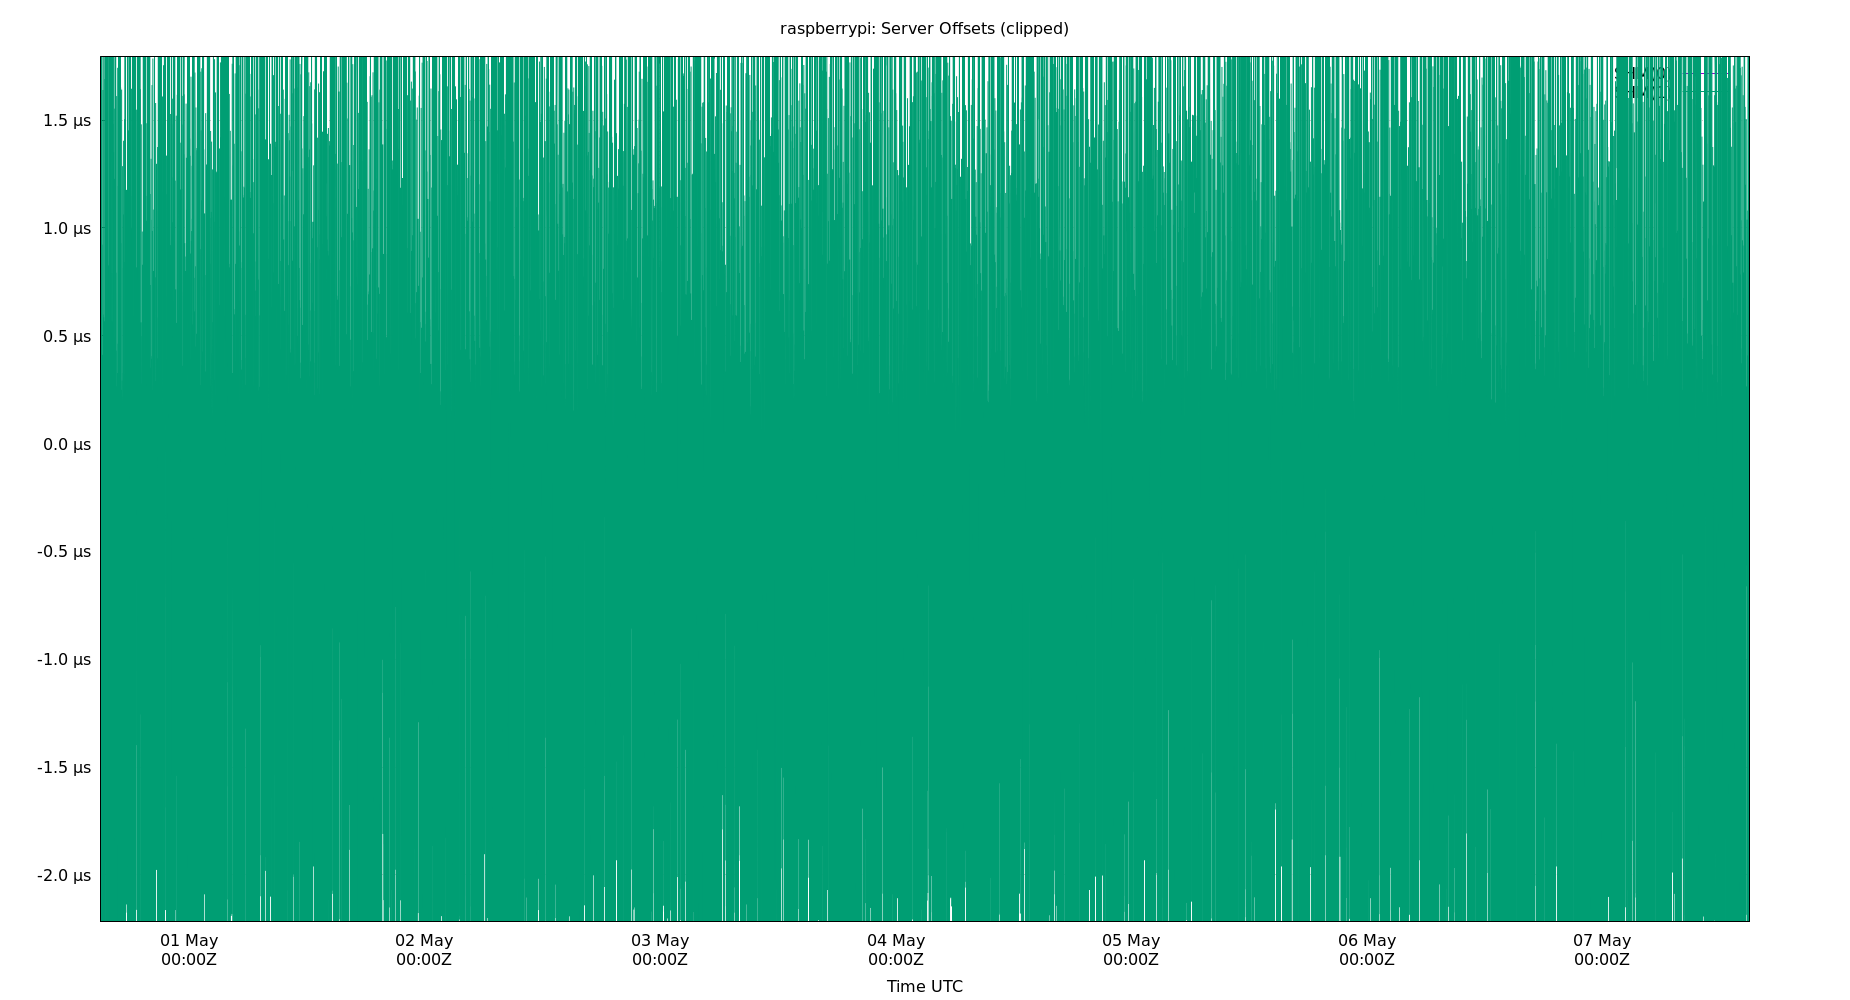 raspberrypi: Server Offsets (clipped)
1.5 µs
1.0 µs
0.5 µs
0.0 µs
-0.5 µs
-1.0 µs
-1.5 µs
-2.0 µs
01 May 02 May 03 May 04 May 05 May 06 May 07 May
00:00Z 00:00Z 00:00Z 00:00Z 00:00Z 00:00Z 00:00Z
Time UTC